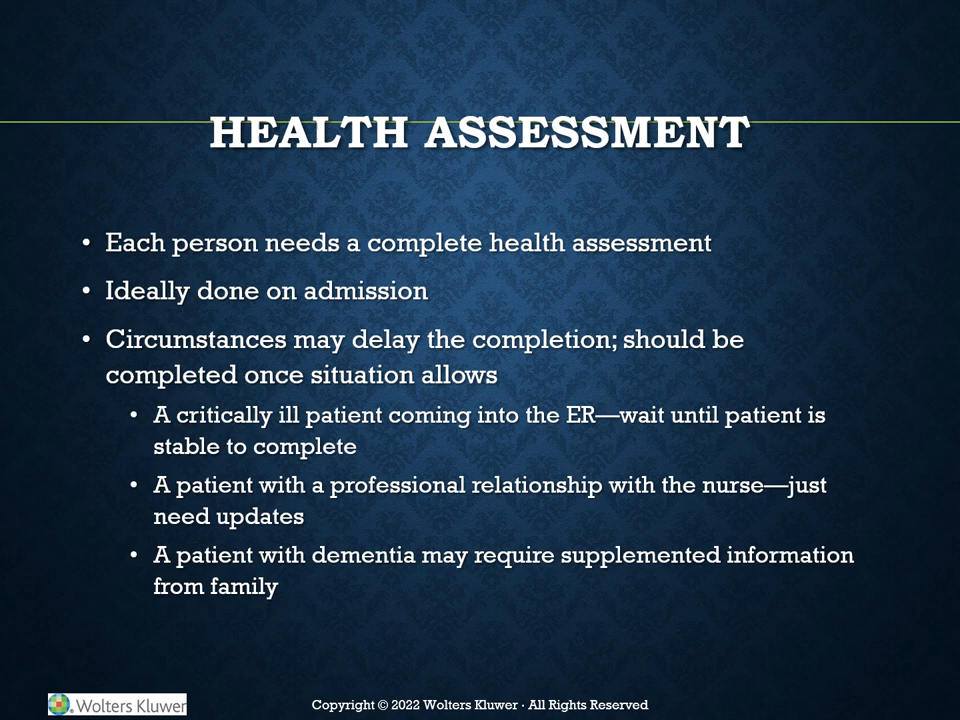 HEALTH ASSESSMENT
• Each person needs a complete health assessment
• Ideally done on admission
• Circumstances may delay the completion; should be
completed once situation allows
• A critically ill patient coming into the ER—wait until patient is
stable to complete
• A patient with a professional relationship with the nurse—just
need updates
• A patient with dementia may require supplemented information
from family
Wolters Kluwer
Copyright © 2022 Wolters Kluwer · All Rights Reserved